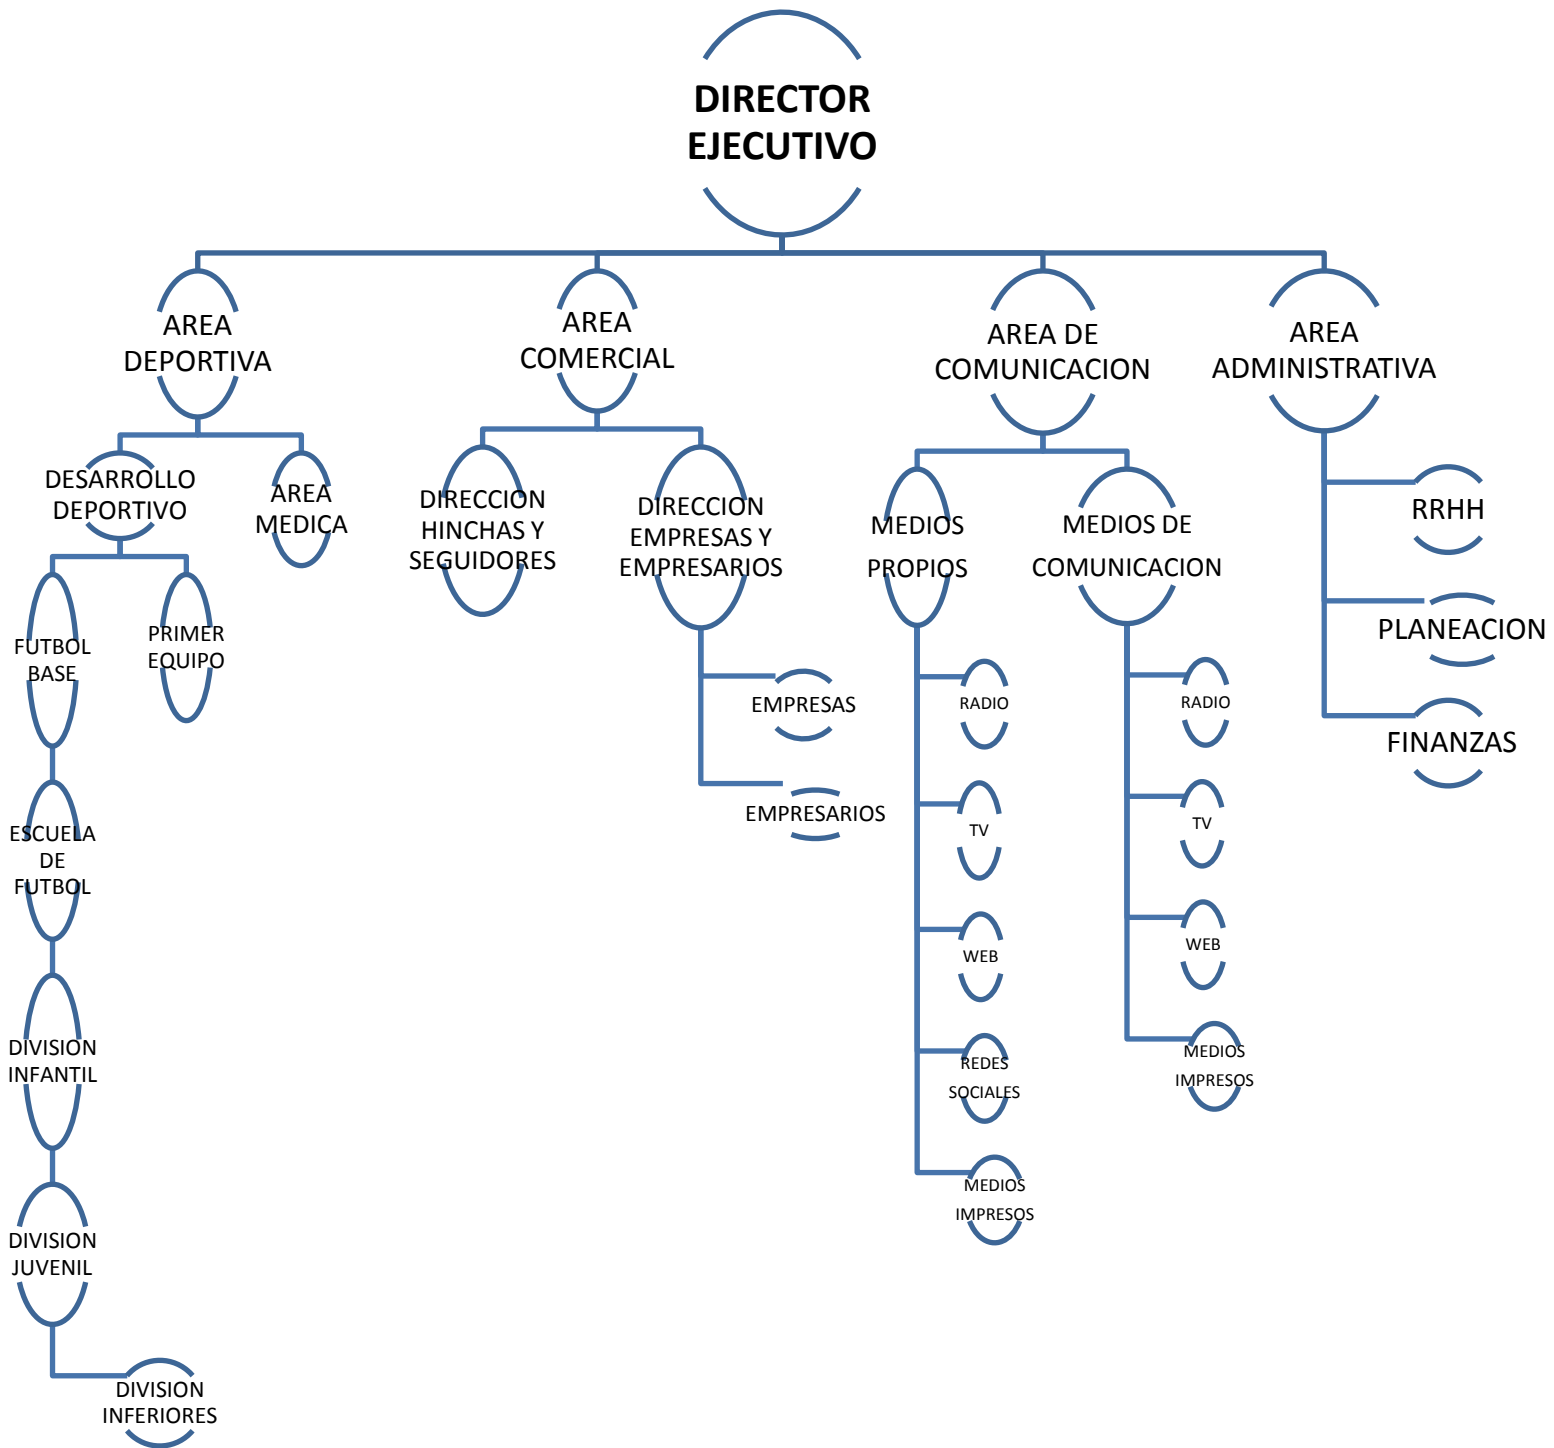 DIRECTOR
EJECUTIVO
AREA
DEPORTIVA
AREA
COMERCIAL
AREA DE
COMUNICACION
AREA
ADMINISTRATIVA
DESARROLLO
DEPORTIVO
AREA
MEDICA
DIRECCION
HINCHAS Y
SEGUIDORES
DIRECCION
EMPRESAS Y
EMPRESARIOS
MEDIOS
PROPIOS
MEDIOS DE
COMUNICACION
RRHH
PLANEACION
FINANZAS
FUTBOL
BASE
PRIMER
EQUIPO
EMPRESAS
EMPRESARIOS
RADIO
TV
WEB
REDES
SOCIALES
MEDIOS
IMPRESOS
RADIO
TV
WEB
MEDIOS
IMPRESOS
ESCUELA
DE
FUTBOL
DIVISION
INFANTIL
DIVISION
JUVENIL
DIVISION
INFERIORES